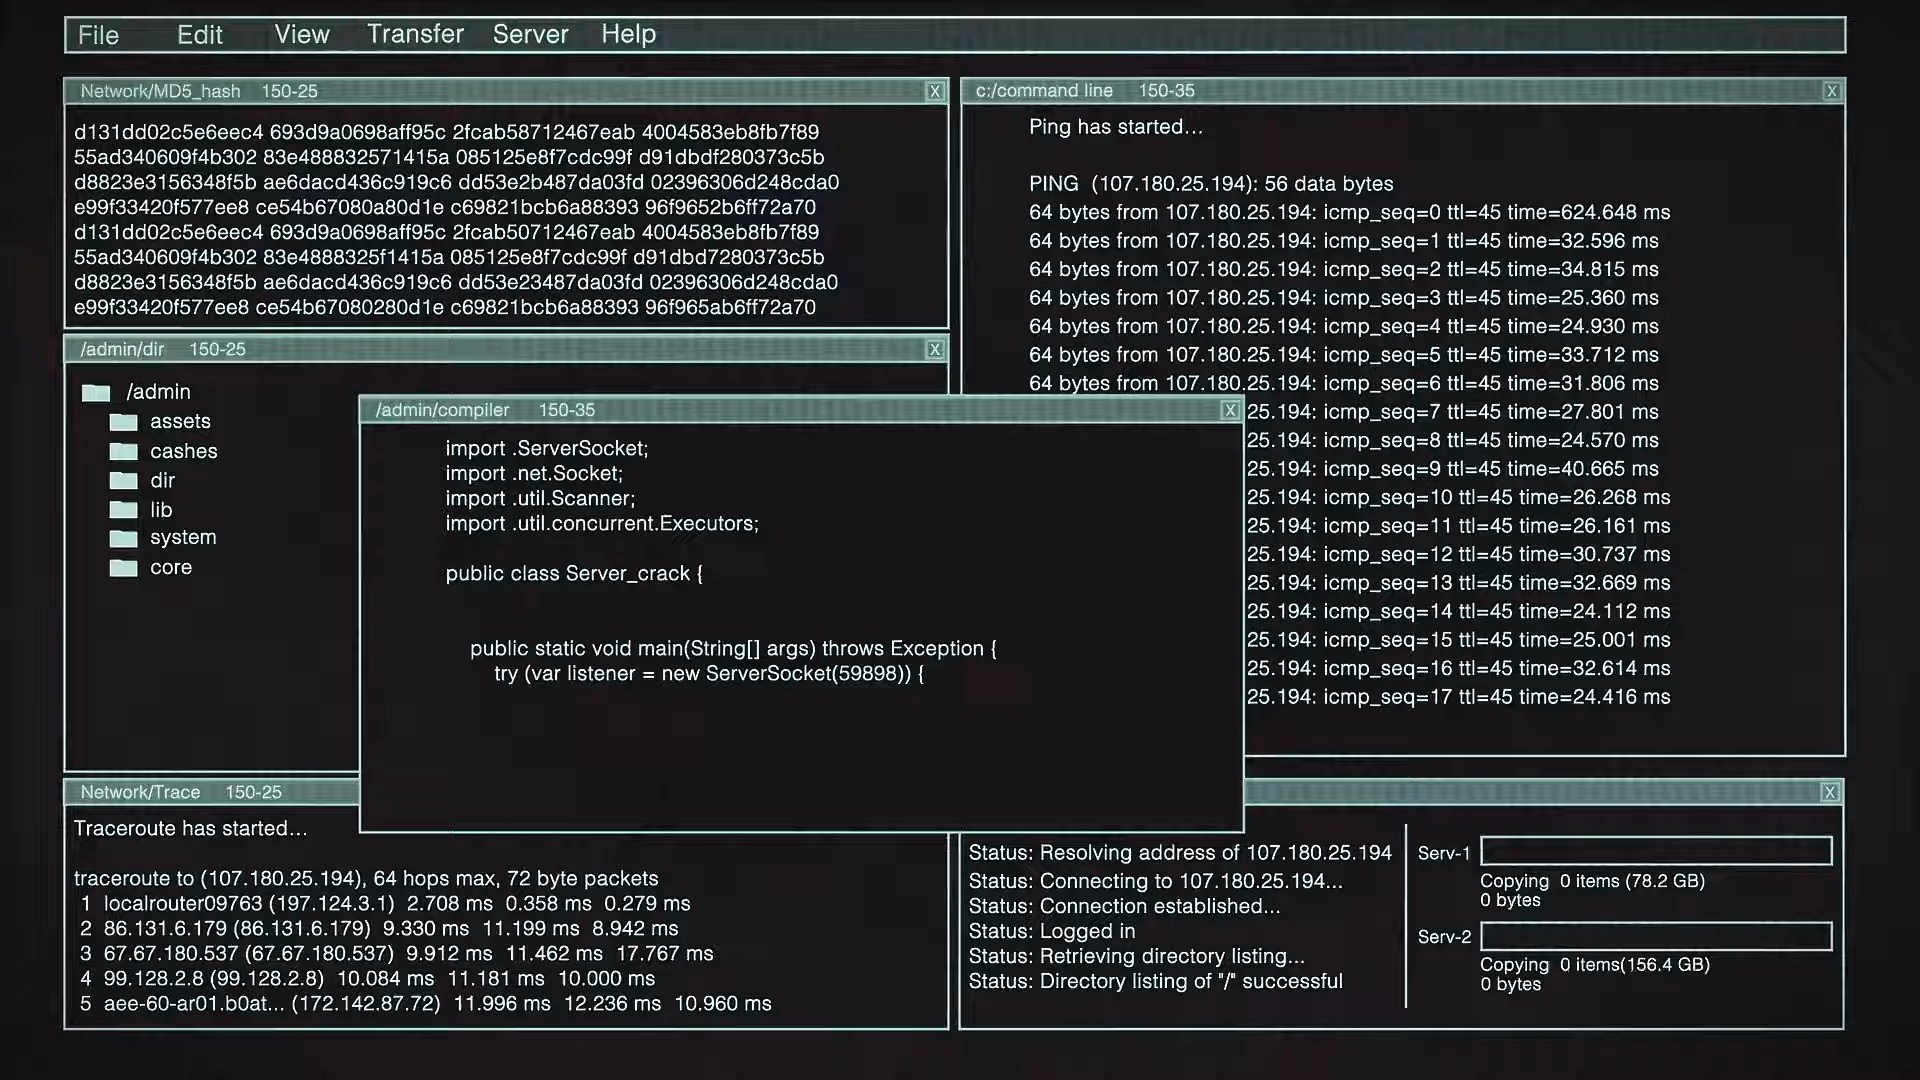 File Edit View Transfer Server Help
Network/MD5_hash 150-25 X
d131dd02c5e6eec4 693d9a0698aff95c 2fcab58712467eab 4004583eb8fb7f89
55ad340609f4b302 83e488832571415a 085125e8f7cdc99f d91dbdf280373c5b
d8823e3156348f5b ae6dacd436c919c6 dd53e2b487da03fd 02396306d248cda0
e99f33420f577ee8 ce54b67080a80d1e c69821bcb6a88393 96f9652b6ff72a70
d131dd02c5e6eec4 693d9a0698aff95c 2fcab50712467eab 4004583eb8fb7f89
55ad340609f4b302 83e4888325f1415a 085125e8f7cdc99f d91dbd7280373c5b
d8823e3156348f5b ae6dacd436c919c6 dd53e23487da03fd 02396306d248cda0
e99f33420f577ee8 ce54b67080280d1e c69821bcb6a88393 96f965ab6ff72a70
c:/command line 150-35 X
Ping has started...
PING (107.180.25.194): 56 data bytes
64 bytes from 107.180.25.194: icmp_seq=0 ttl=45 time=624.648 ms
64 bytes from 107.180.25.194: icmp_seq=1 ttl=45 time=32.596 ms
64 bytes from 107.180.25.194: icmp_seq=2 ttl=45 time=34.815 ms
64 bytes from 107.180.25.194: icmp_seq=3 ttl=45 time=25.360 ms
64 bytes from 107.180.25.194: icmp_seq=4 ttl=45 time=24.930 ms
64 bytes from 107.180.25.194: icmp_seq=5 ttl=45 time=33.712 ms
64 bytes from 107.180.25.194: icmp_seq=6 ttl=45 time=31.806 ms
25.194: icmp_seq=7 ttl=45 time=27.801 ms
25.194: icmp_seq=8 ttl=45 time=24.570 ms
25.194: icmp_seq=9 ttl=45 time=40.665 ms
25.194: icmp_seq=10 ttl=45 time=26.268 ms
25.194: icmp_seq=11 ttl=45 time=26.161 ms
25.194: icmp_seq=12 ttl=45 time=30.737 ms
25.194: icmp_seq=13 ttl=45 time=32.669 ms
25.194: icmp_seq=14 ttl=45 time=24.112 ms
25.194: icmp_seq=15 ttl=45 time=25.001 ms
25.194: icmp_seq=16 ttl=45 time=32.614 ms
25.194: icmp_seq=17 ttl=45 time=24.416 ms
/admin/dir 150-25 X
/admin
assets
cashes
dir
lib
system
core
/admin/compiler 150-35 X
import .ServerSocket;
import .net.Socket;
import .util.Scanner;
import .util.concurrent.Executors;
public class Server_crack {
public static void main(String[] args) throws Exception {
try (var listener = new ServerSocket(59898)) {
Network/Trace 150-25
Traceroute has started...
traceroute to (107.180.25.194), 64 hops max, 72 byte packets
1 localrouter09763 (197.124.3.1) 2.708 ms 0.358 ms 0.279 ms
2 86.131.6.179 (86.131.6.179) 9.330 ms 11.199 ms 8.942 ms
3 67.67.180.537 (67.67.180.537) 9.912 ms 11.462 ms 17.767 ms
4 99.128.2.8 (99.128.2.8) 10.084 ms 11.181 ms 10.000 ms
5 aee-60-ar01.b0at... (172.142.87.72) 11.996 ms 12.236 ms 10.960 ms
X
Status: Resolving address of 107.180.25.194
Status: Connecting to 107.180.25.194...
Status: Connection established...
Status: Logged in
Status: Retrieving directory listing...
Status: Directory listing of "/" successful
Serv-1
Copying 0 items (78.2 GB)
0 bytes
Serv-2
Copying 0 items(156.4 GB)
0 bytes